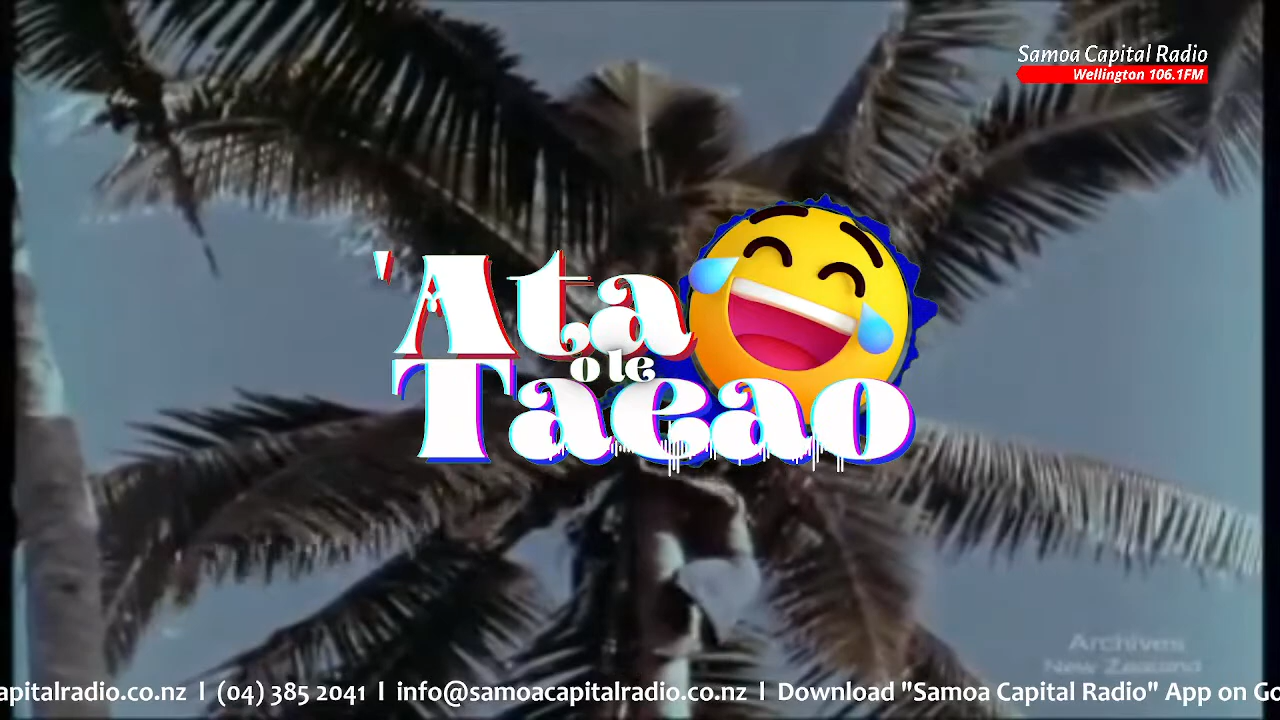 Samoa Capital Radio
Wellington 106.1FM
'Ata
o le
Taeao
Archives
New Zealand
apitalradio.co.nz l (04) 385 2041 l info@samoacapitalradio.co.nz l Download "Samoa Capital Radio" App on Go